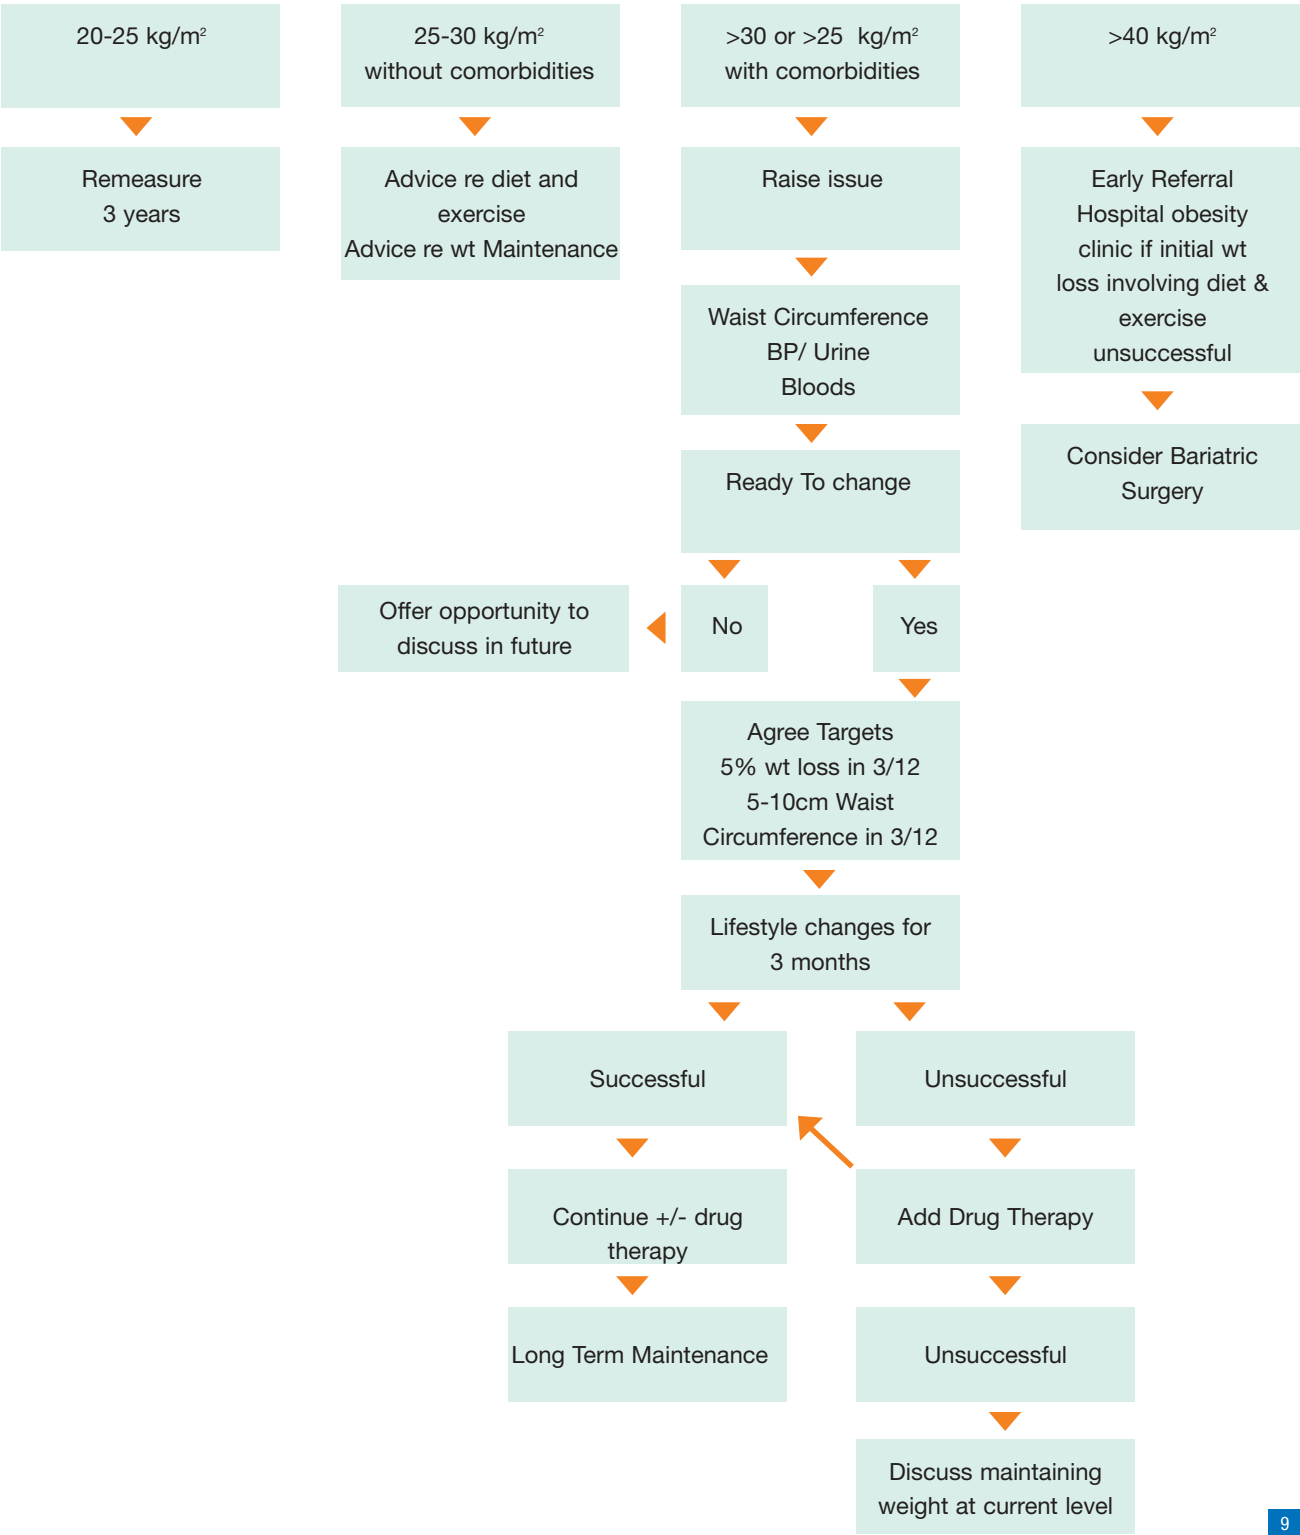 20-25 kg/m²
Remeasure
3 years
25-30 kg/m²
without comorbidities
Advice re diet and
exercise
Advice re wt Maintenance
>30 or >25 kg/m²
with comorbidities
Raise issue
Waist Circumference
BP/ Urine
Bloods
Ready To change
No
Yes
Offer opportunity to
discuss in future
Agree Targets
5% wt loss in 3/12
5-10cm Waist
Circumference in 3/12
Lifestyle changes for
3 months
Successful
Continue +/- drug
therapy
Long Term Maintenance
Unsuccessful
Add Drug Therapy
Unsuccessful
Discuss maintaining
weight at current level
>40 kg/m²
Early Referral
Hospital obesity
clinic if initial wt
loss involving diet &
exercise
unsuccessful
Consider Bariatric
Surgery
9